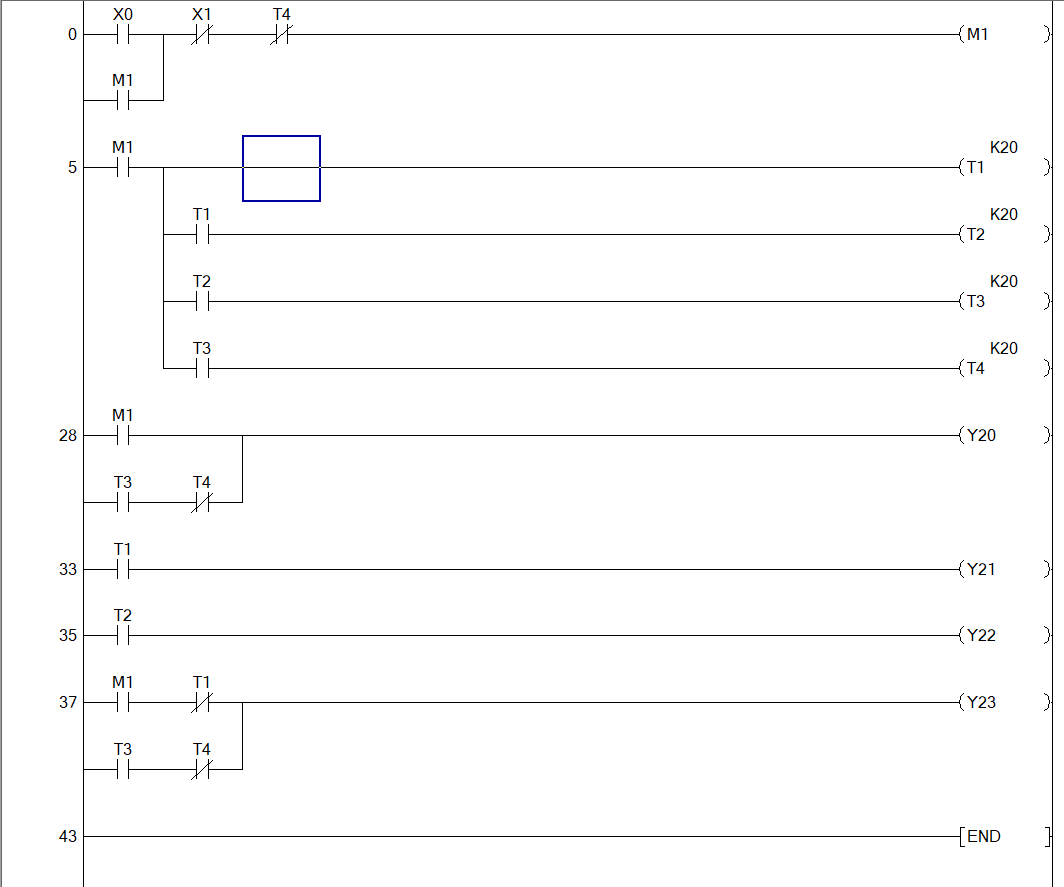 X0 X1 T4
0 M1
M1
M1 K20
5 T1
T1 K20
T2
T2 K20
T3
T3 K20
T4
M1
28 Y20
T3 T4
T1
33 Y21
T2
35 Y22
M1 T1
37 Y23
T3 T4
43 END